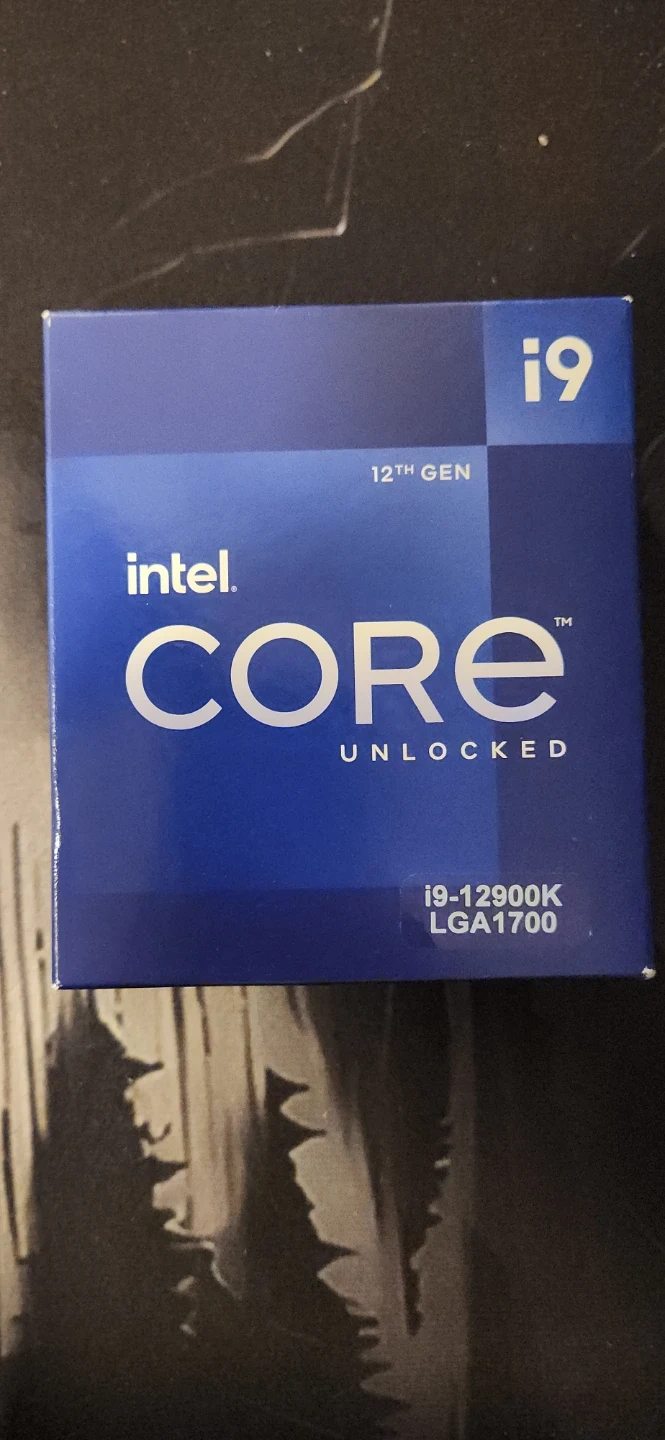 i9
12TH GEN
intel.
CORe™
UNLOCKED
i9-12900K
LGA1700